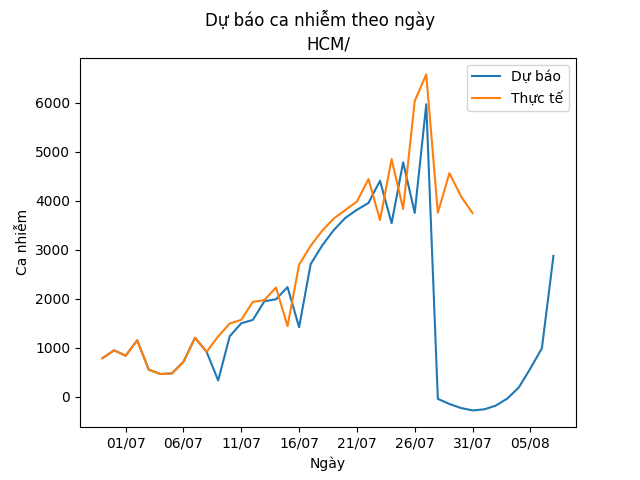 Dự báo ca nhiễm theo ngày
HCM/
Dự báo
Thực tế
Ca nhiễm
6000
5000
4000
3000
2000
1000
0
01/07 06/07 11/07 16/07 21/07 26/07 31/07 05/08
Ngày